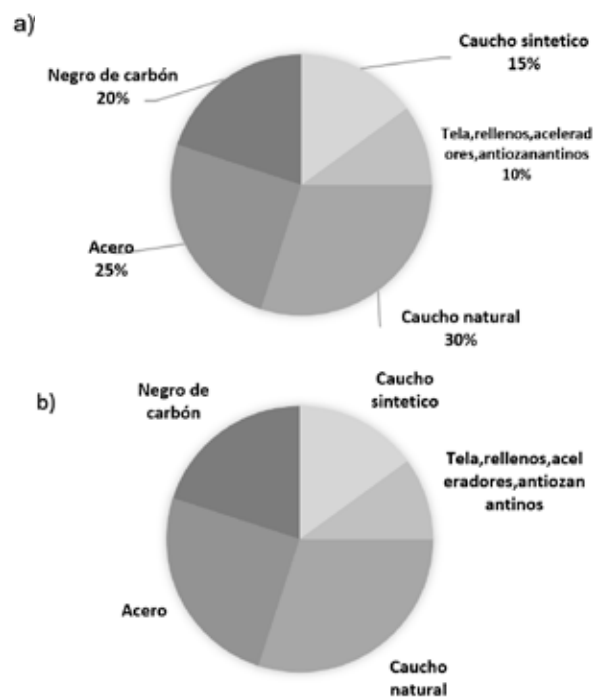 a)
Caucho sintetico
15%
Negro de carbón
20%
Tela,rellenos,acelerad
ores,antiozanantinos
10%
Acero
25%
Caucho natural
30%
b)
Negro de
carbón
Caucho
sintetico
Tela,rellenos,acel
eradores,antiozan
antinos
Acero
Caucho
natural